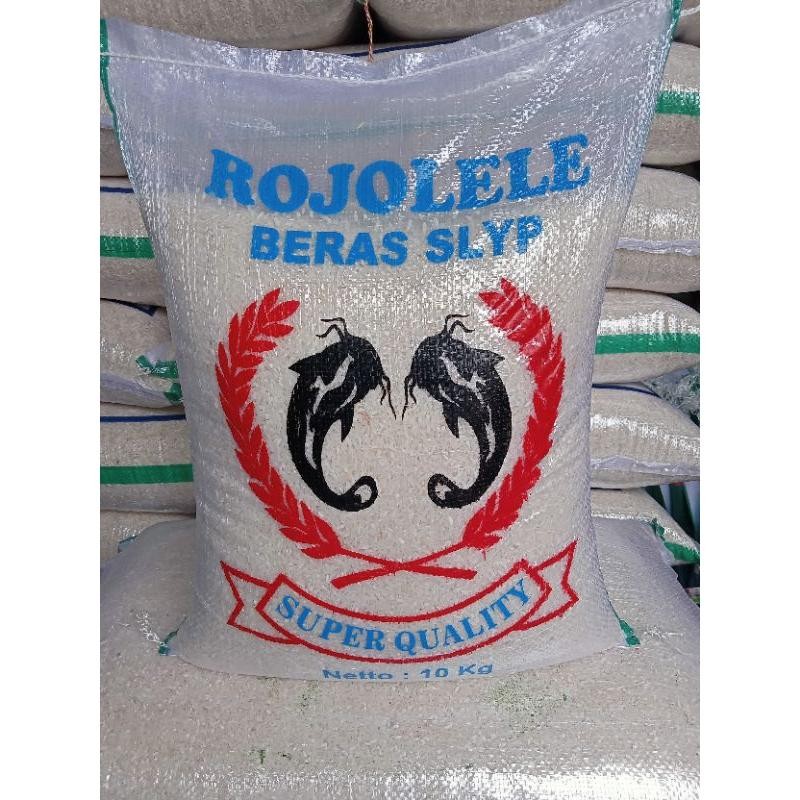 ROJOLELE
BERAS SLYP
SUPER QUALITY
Netto : 10 Kg